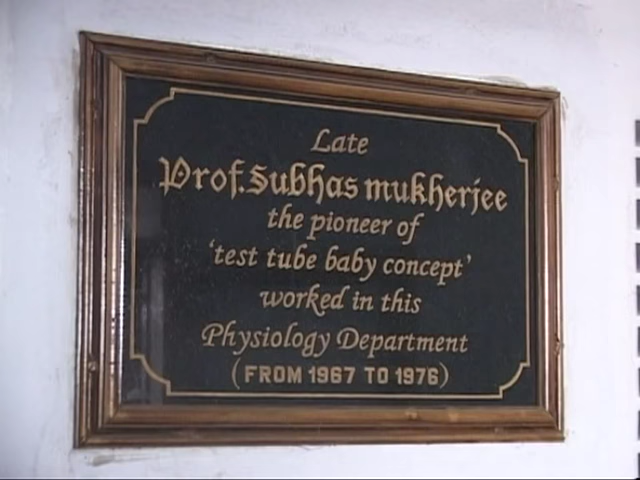 Late
Prof. Subhas mukherjee
the pioneer of
'test tube baby concept'
worked in this
Physiology Department
(FROM 1967 TO 1976)